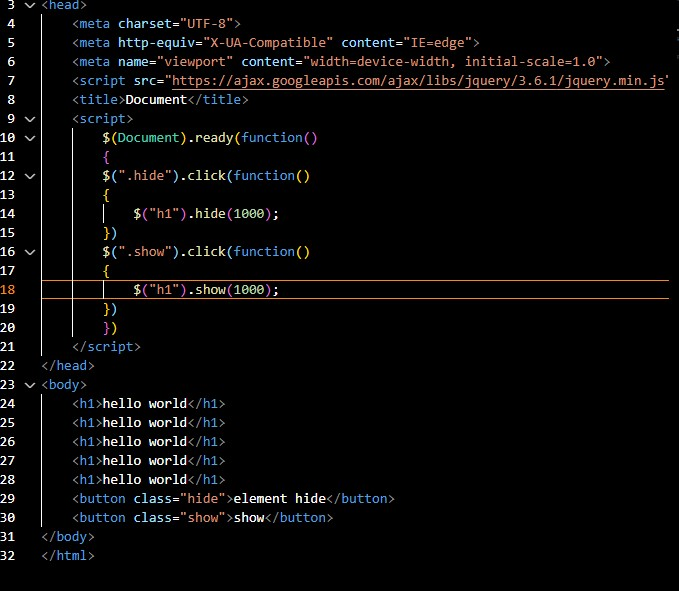 3 <head>
4 <meta charset="UTF-8">
5 <meta http-equiv="X-UA-Compatible" content="IE=edge">
6 <meta name="viewport" content="width=device-width, initial-scale=1.0">
7 <script src="https://ajax.googleapis.com/ajax/libs/jquery/3.6.1/jquery.min.js"
8 <title>Document</title>
9 <script>
10 $(Document).ready(function()
11 {
12 $(".hide").click(function()
13 {
14 $("h1").hide(1000);
15 })
16 $(".show").click(function()
17 {
18 $("h1").show(1000);
19 })
20 })
21 </script>
22 </head>
23 <body>
24 <h1>hello world</h1>
25 <h1>hello world</h1>
26 <h1>hello world</h1>
27 <h1>hello world</h1>
28 <h1>hello world</h1>
29 <button class="hide">element hide</button>
30 <button class="show">show</button>
31 </body>
32 </html>